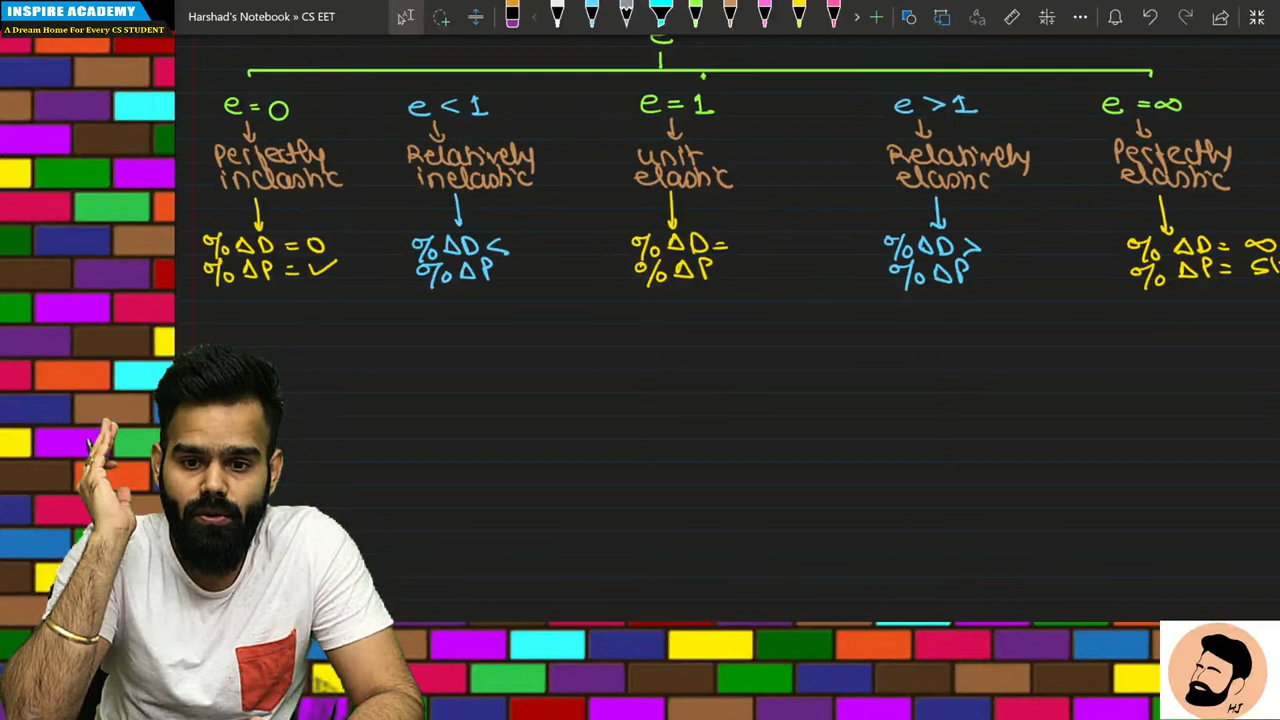 INSPIRE ACADEMY
A Dream Home For Every CS STUDENT
Harshad's Notebook » CS EET
e
e = 0
Perfectly
inelastic
%ΔD = 0
%ΔP = ✓
e < 1
Relatively
inelastic
%ΔD <
%ΔP
e = 1
unit
elastic
%ΔD =
%ΔP
e > 1
Relatively
elastic
%ΔD >
%ΔP
e = ∞
Perfectly
elastic
% ΔD = ∞
% ΔP =
HJ